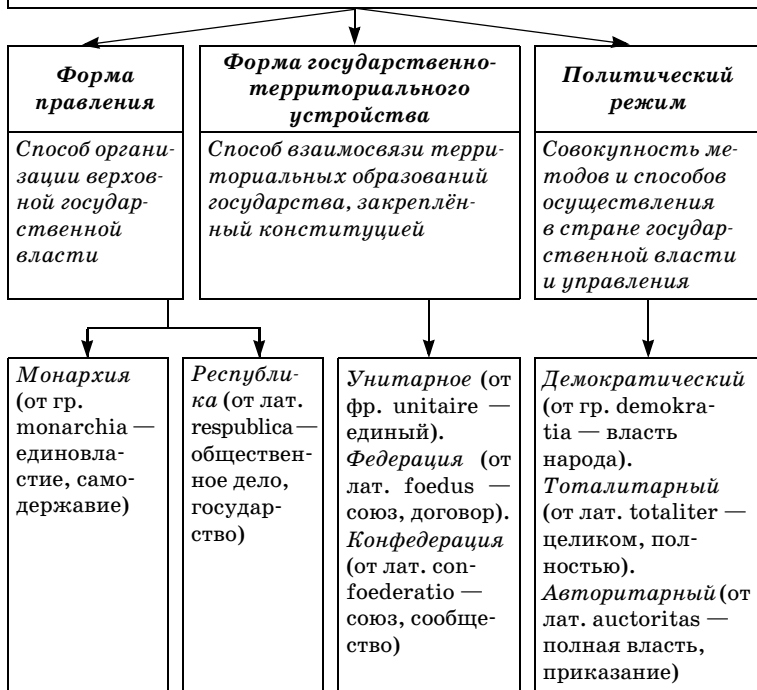 Форма
правления
Форма государственно-
территориального
устройства
Политический
режим
Способ органи-
зации верхов-
ной государ-
ственной
власти
Способ взаимосвязи терри-
ториальных образований
государства, закреплён-
ный конституцией
Совокупность ме-
тодов и способов
осуществления
в стране государ-
ственной власти
и управления
Монархия
(от гр.
monarchia —
единовла-
стие, само-
державие)
Республи-
ка (от лат.
respublica —
обществен-
ное дело,
государ-
ство)
Унитарное (от
фр. unitaire —
единый).
Федерация (от
лат. foedus —
союз, договор).
Конфедерация
(от лат. con-
foederatio —
союз, сообще-
ство)
Демократический
(от гр. demokra-
tia — власть
народа).
Тоталитарный
(от лат. totaliter —
целиком, пол-
ностью).
Авторитарный (от
лат. auctoritas —
полная власть,
приказание)